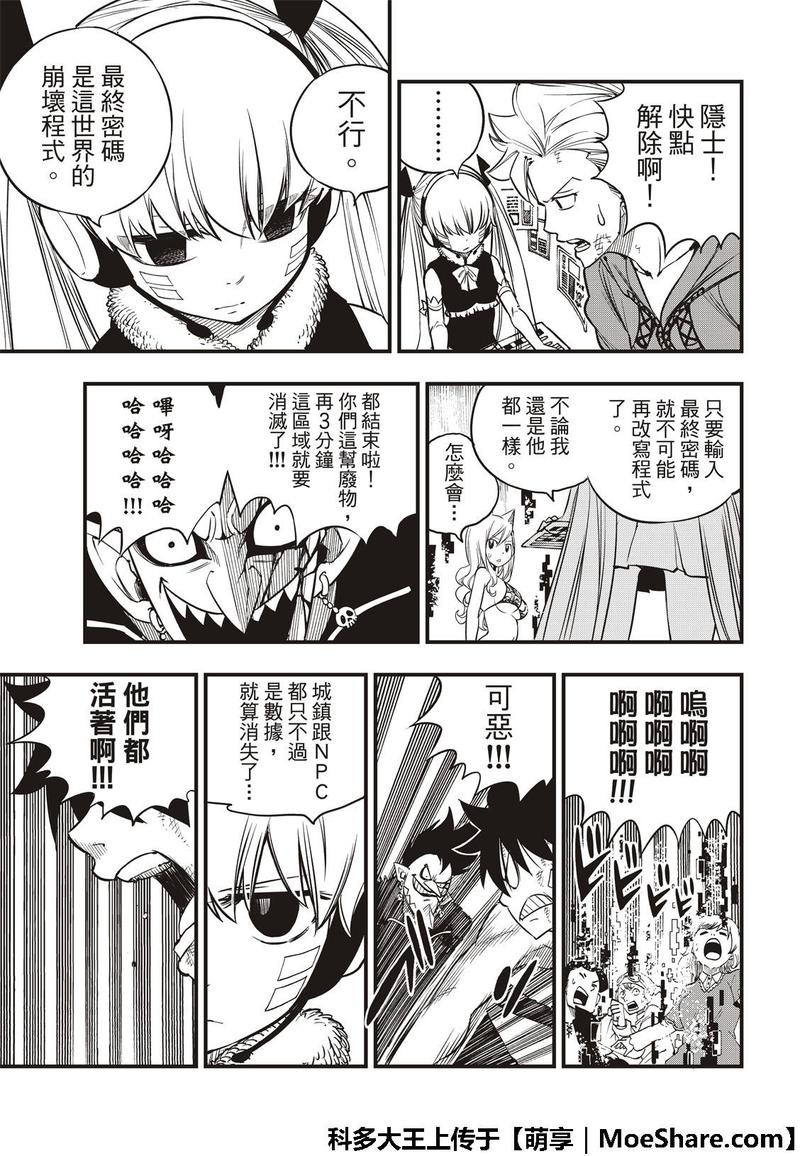 隱士！
快點
解除啊！
………
不行。
最終密碼
是這世界的
崩壞程式。
只要輸入
最終密碼，
就不可能
再改寫程式
了。
不論我
還是他
都一樣。
怎麼會…
都結束啦！
你們這幫廢物，
再3分鐘
這區域就要
消滅了!!!
嗶呀哈哈哈
哈哈哈哈!!!
嗚啊啊
啊啊啊
啊啊啊
!!!
ビビビ
ビビ
可惡!!!
城鎮跟NPC
都只不過
是數據，
就算消失了…
他們都
活著啊!!!
科多大王上传于【萌享｜MoeShare.com】